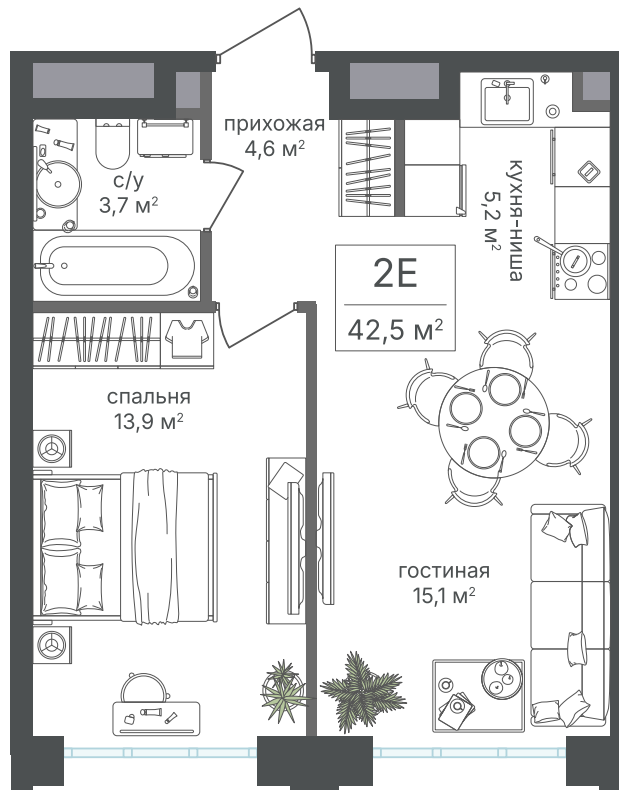 прихожая
4,6 м²
с/у
3,7 м²
кухня-ниша
5,2 м²
2Е
42,5 м²
спальня
13,9 м²
гостиная
15,1 м²